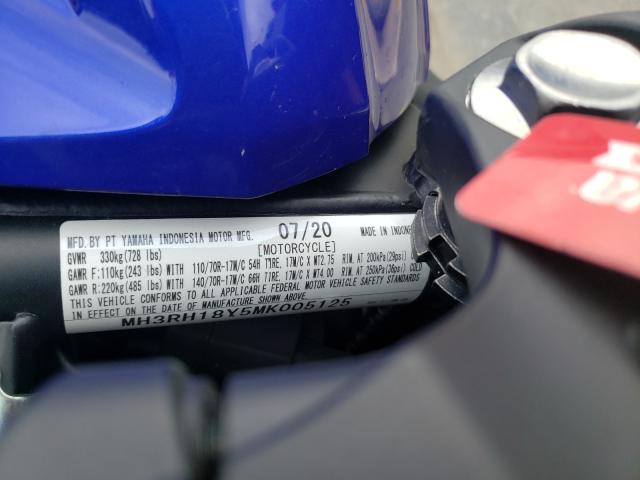 MFD.BY PT YAMAHA INDONESIA MOTOR MFG. 07/20 MADE IN INDONE
GVWR 330kg(728 lbs) [MOTORCYCLE]
GAWR F:110kg(243 lbs)WITH 110/70R-17M/C 54H TIRE, 17M/C X MT2.75 RIM, AT 200kPa(29psi),
GAWR R:220kg(485 lbs)WITH 140/70R-17M/C 66H TIRE, 17M/C X MT4.00 RIM, AT 250kPa(36psi), COLD
THIS VEHICLE CONFORMS TO ALL APPLICABLE FEDERAL MOTOR VEHICLE SAFETY STANDARDS
IN EFFECT ON THE DATE OF MANUFACTURE SHOWN ABOVE.
MH3RH18Y5MK005125